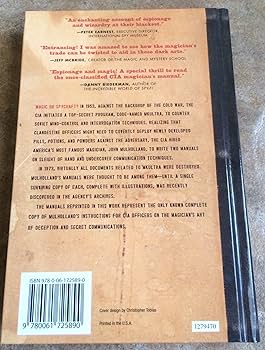 "An enchanting account of espionage
and wizardry at their blackest."
— PETER EARNEST, EXECUTIVE DIRECTOR,
INTERNATIONAL SPY MUSEUM
"Entrancing! I was amazed to see how the magician's
trade can be twisted to aid in these dark arts."
— JEFF McBRIDE, CREATOR OF THE MAGIC AND MYSTERY SCHOOL
"Espionage and magic! A special thrill to read
the once-classified CIA magician's manual."
— DANNY BIEDERMAN, AUTHOR OF
THE INCREDIBLE WORLD OF SPY-FI
MAGIC OR SPYCRAFT? IN 1953, AGAINST THE BACKDROP OF THE COLD WAR, THE
CIA INITIATED A TOP-SECRET PROGRAM, CODE-NAMED MKULTRA, TO COUNTER
SOVIET MIND-CONTROL AND INTERROGATION TECHNIQUES. REALIZING THAT
CLANDESTINE OFFICERS MIGHT NEED TO COVERTLY DEPLOY NEWLY DEVELOPED
PILLS, POTIONS, AND POWDERS AGAINST THE ADVERSARY, THE CIA HIRED
AMERICA'S MOST FAMOUS MAGICIAN, JOHN MULHOLLAND, TO WRITE TWO MANUALS
ON SLEIGHT OF HAND AND UNDERCOVER COMMUNICATION TECHNIQUES.
IN 1973, VIRTUALLY ALL DOCUMENTS RELATED TO MKULTRA WERE DESTROYED.
MULHOLLAND'S MANUALS WERE THOUGHT TO BE AMONG THEM—UNTIL A SINGLE
SURVIVING COPY OF EACH, COMPLETE WITH ILLUSTRATIONS, WAS RECENTLY
DISCOVERED IN THE AGENCY'S ARCHIVES.
THE MANUALS REPRINTED IN THIS WORK REPRESENT THE ONLY KNOWN COMPLETE
COPY OF MULHOLLAND'S INSTRUCTIONS FOR CIA OFFICERS ON THE MAGICIAN'S ART
OF DECEPTION AND SECRET COMMUNICATIONS.
ISBN 978-0-06-172589-0
9 780061 725890
Cover design by Christopher Tobias
Printed in the U.S.A.
1279470